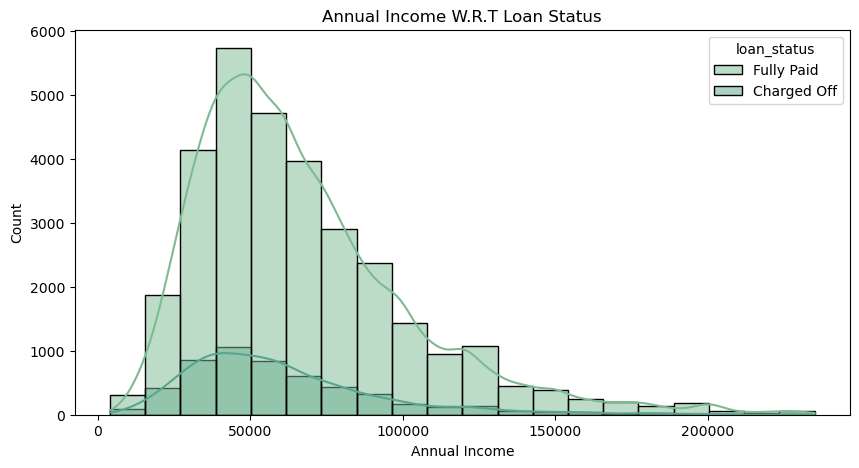 Annual Income W.R.T Loan Status
loan_status
Fully Paid
Charged Off
6000
5000
4000
3000
2000
1000
0
Count
0 50000 100000 150000 200000
Annual Income